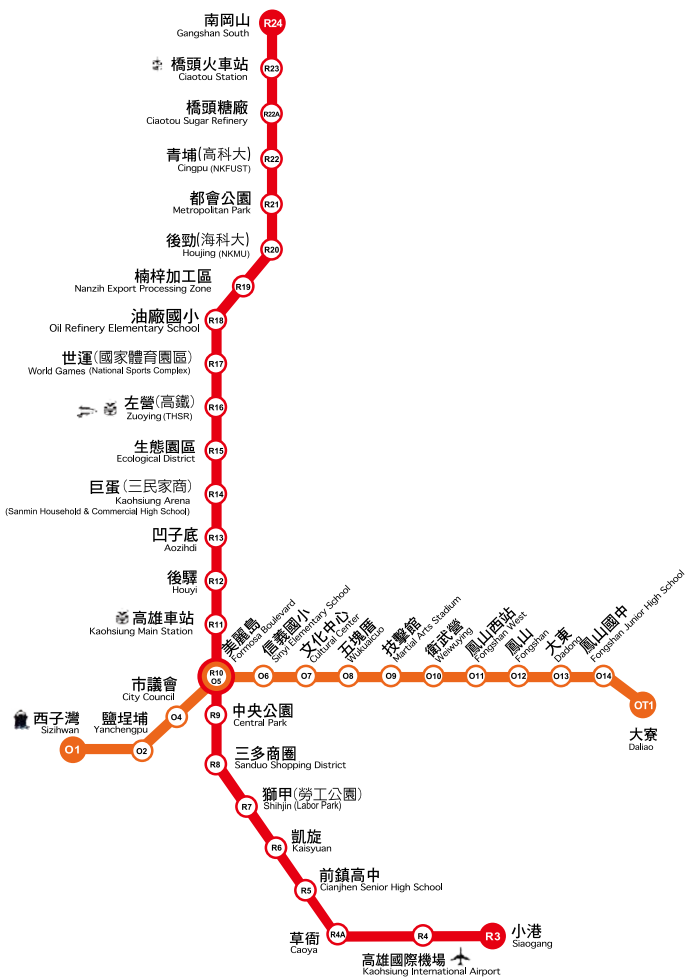 南岡山
Gangshan South
R24
橋頭火車站
Ciaotou Station
R23
橋頭糖廠
Ciaotou Sugar Refinery
R22A
青埔(高科大)
Cingpu (NKFUST)
R22
都會公園
Metropolitan Park
R21
後勁(海科大)
Houjing (NKMU)
R20
楠梓加工區
Nanzih Export Processing Zone
R19
油廠國小
Oil Refinery Elementary School
R18
世運(國家體育園區)
World Games (National Sports Complex)
R17
左營(高鐵)
Zuoying (THSR)
R16
生態園區
Ecological District
R15
巨蛋(三民家商)
Kaohsiung Arena
(Sanmin Household & Commercial High School)
R14
凹子底
Aozihdi
R13
後驛
Houyi
R12
高雄車站
Kaohsiung Main Station
R11
美麗島
Formosa Boulevard
R10
O5
信義國小
Sinyi Elementary School
O6
文化中心
Cultural Center
O7
五塊厝
Wukuaicuo
O8
技擊館
Martial Arts Stadium
O9
衛武營
Weiwuying
O10
鳳山西站
Fongshan West
O11
鳳山
Fongshan
O12
大東
Dadong
O13
鳳山國中
Fongshan Junior High School
O14
OT1
大寮
Daliao
市議會
City Council
O4
鹽埕埔
Yanchengpu
O2
西子灣
Sizihwan
O1
R9
中央公園
Central Park
R8
三多商圈
Sanduo Shopping District
R7
獅甲(勞工公園)
Shihjin (Labor Park)
R6
凱旋
Kaisyuan
R5
前鎮高中
Cianjhen Senior High School
R4A
草衙
Caoya
R4
高雄國際機場
Kaohsiung International Airport
R3
小港
Siaogang